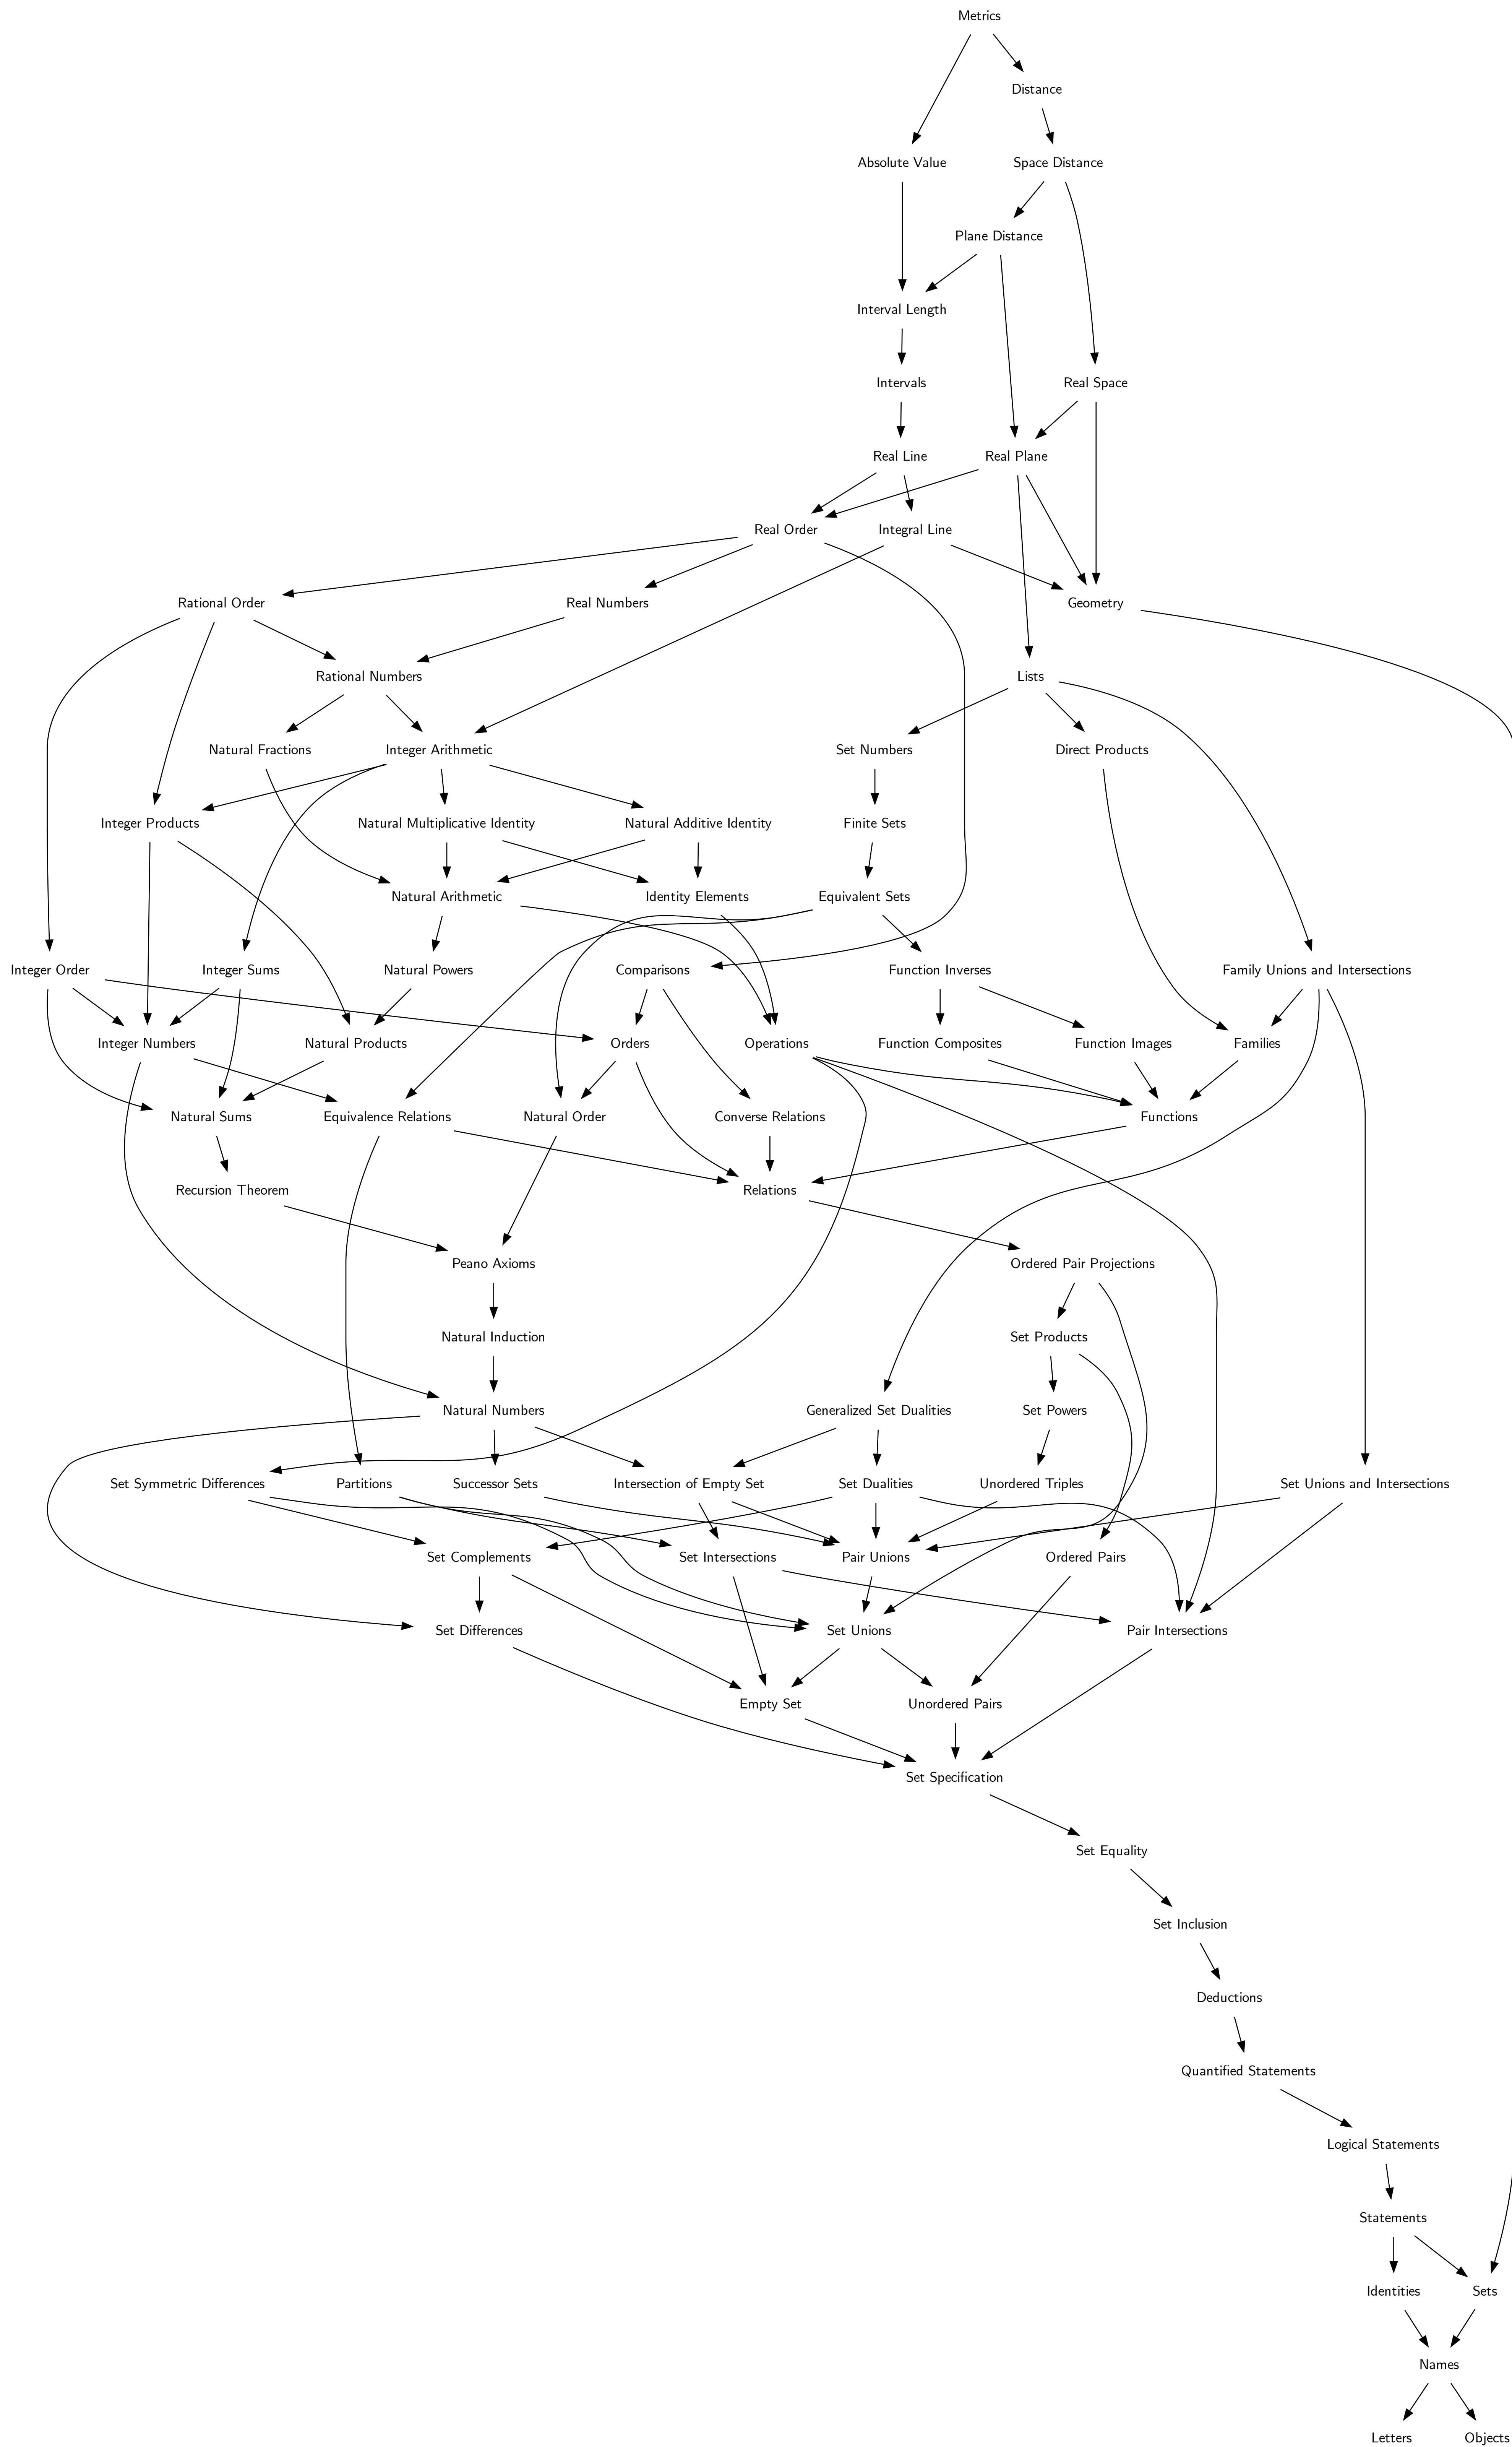 Metrics
Distance
Absolute Value
Space Distance
Plane Distance
Interval Length
Intervals
Real Space
Real Line
Real Plane
Real Order
Integral Line
Rational Order
Real Numbers
Geometry
Rational Numbers
Lists
Natural Fractions
Integer Arithmetic
Set Numbers
Direct Products
Integer Products
Natural Multiplicative Identity
Natural Additive Identity
Finite Sets
Natural Arithmetic
Identity Elements
Equivalent Sets
Integer Order
Integer Sums
Natural Powers
Comparisons
Function Inverses
Family Unions and Intersections
Integer Numbers
Natural Products
Orders
Operations
Function Composites
Function Images
Families
Natural Sums
Equivalence Relations
Natural Order
Converse Relations
Functions
Recursion Theorem
Relations
Peano Axioms
Ordered Pair Projections
Natural Induction
Set Products
Natural Numbers
Generalized Set Dualities
Set Powers
Set Symmetric Differences
Partitions
Successor Sets
Intersection of Empty Set
Set Dualities
Unordered Triples
Set Unions and Intersections
Set Complements
Set Intersections
Pair Unions
Ordered Pairs
Set Differences
Set Unions
Pair Intersections
Empty Set
Unordered Pairs
Set Specification
Set Equality
Set Inclusion
Deductions
Quantified Statements
Logical Statements
Statements
Identities
Sets
Names
Letters
Objects